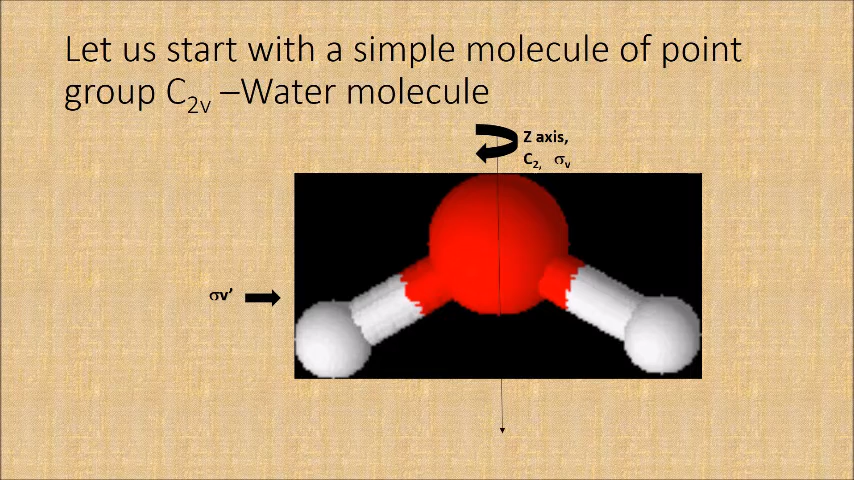 Let us start with a simple molecule of point
group C₂ᵥ –Water molecule
Z axis,
C₂, σᵥ
σv’